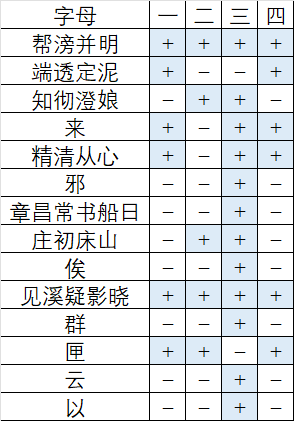 字母 一 二 三 四
帮滂并明 + + + +
端透定泥 + – – +
知彻澄娘 – + + –
来 + – + +
精清从心 + – + +
邪 – – + –
章昌常书船日 – – + –
庄初床山 – + + –
俟 – – + –
见溪疑影晓 + + + +
群 – – + –
匣 + + – +
云 – – + –
以 – – + –